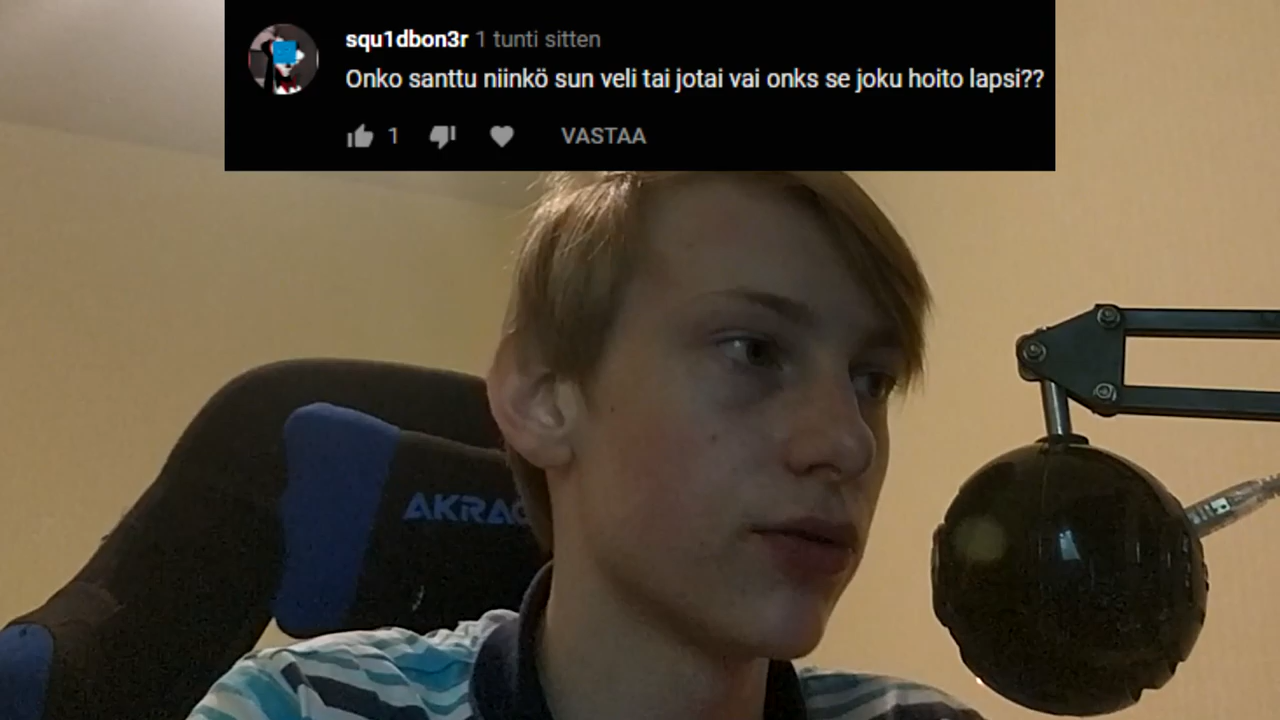 squ1dbon3r 1 tunti sitten
Onko santtu niinkö sun veli tai jotai vai onks se joku hoito lapsi??
1 VASTAA
AKRAC